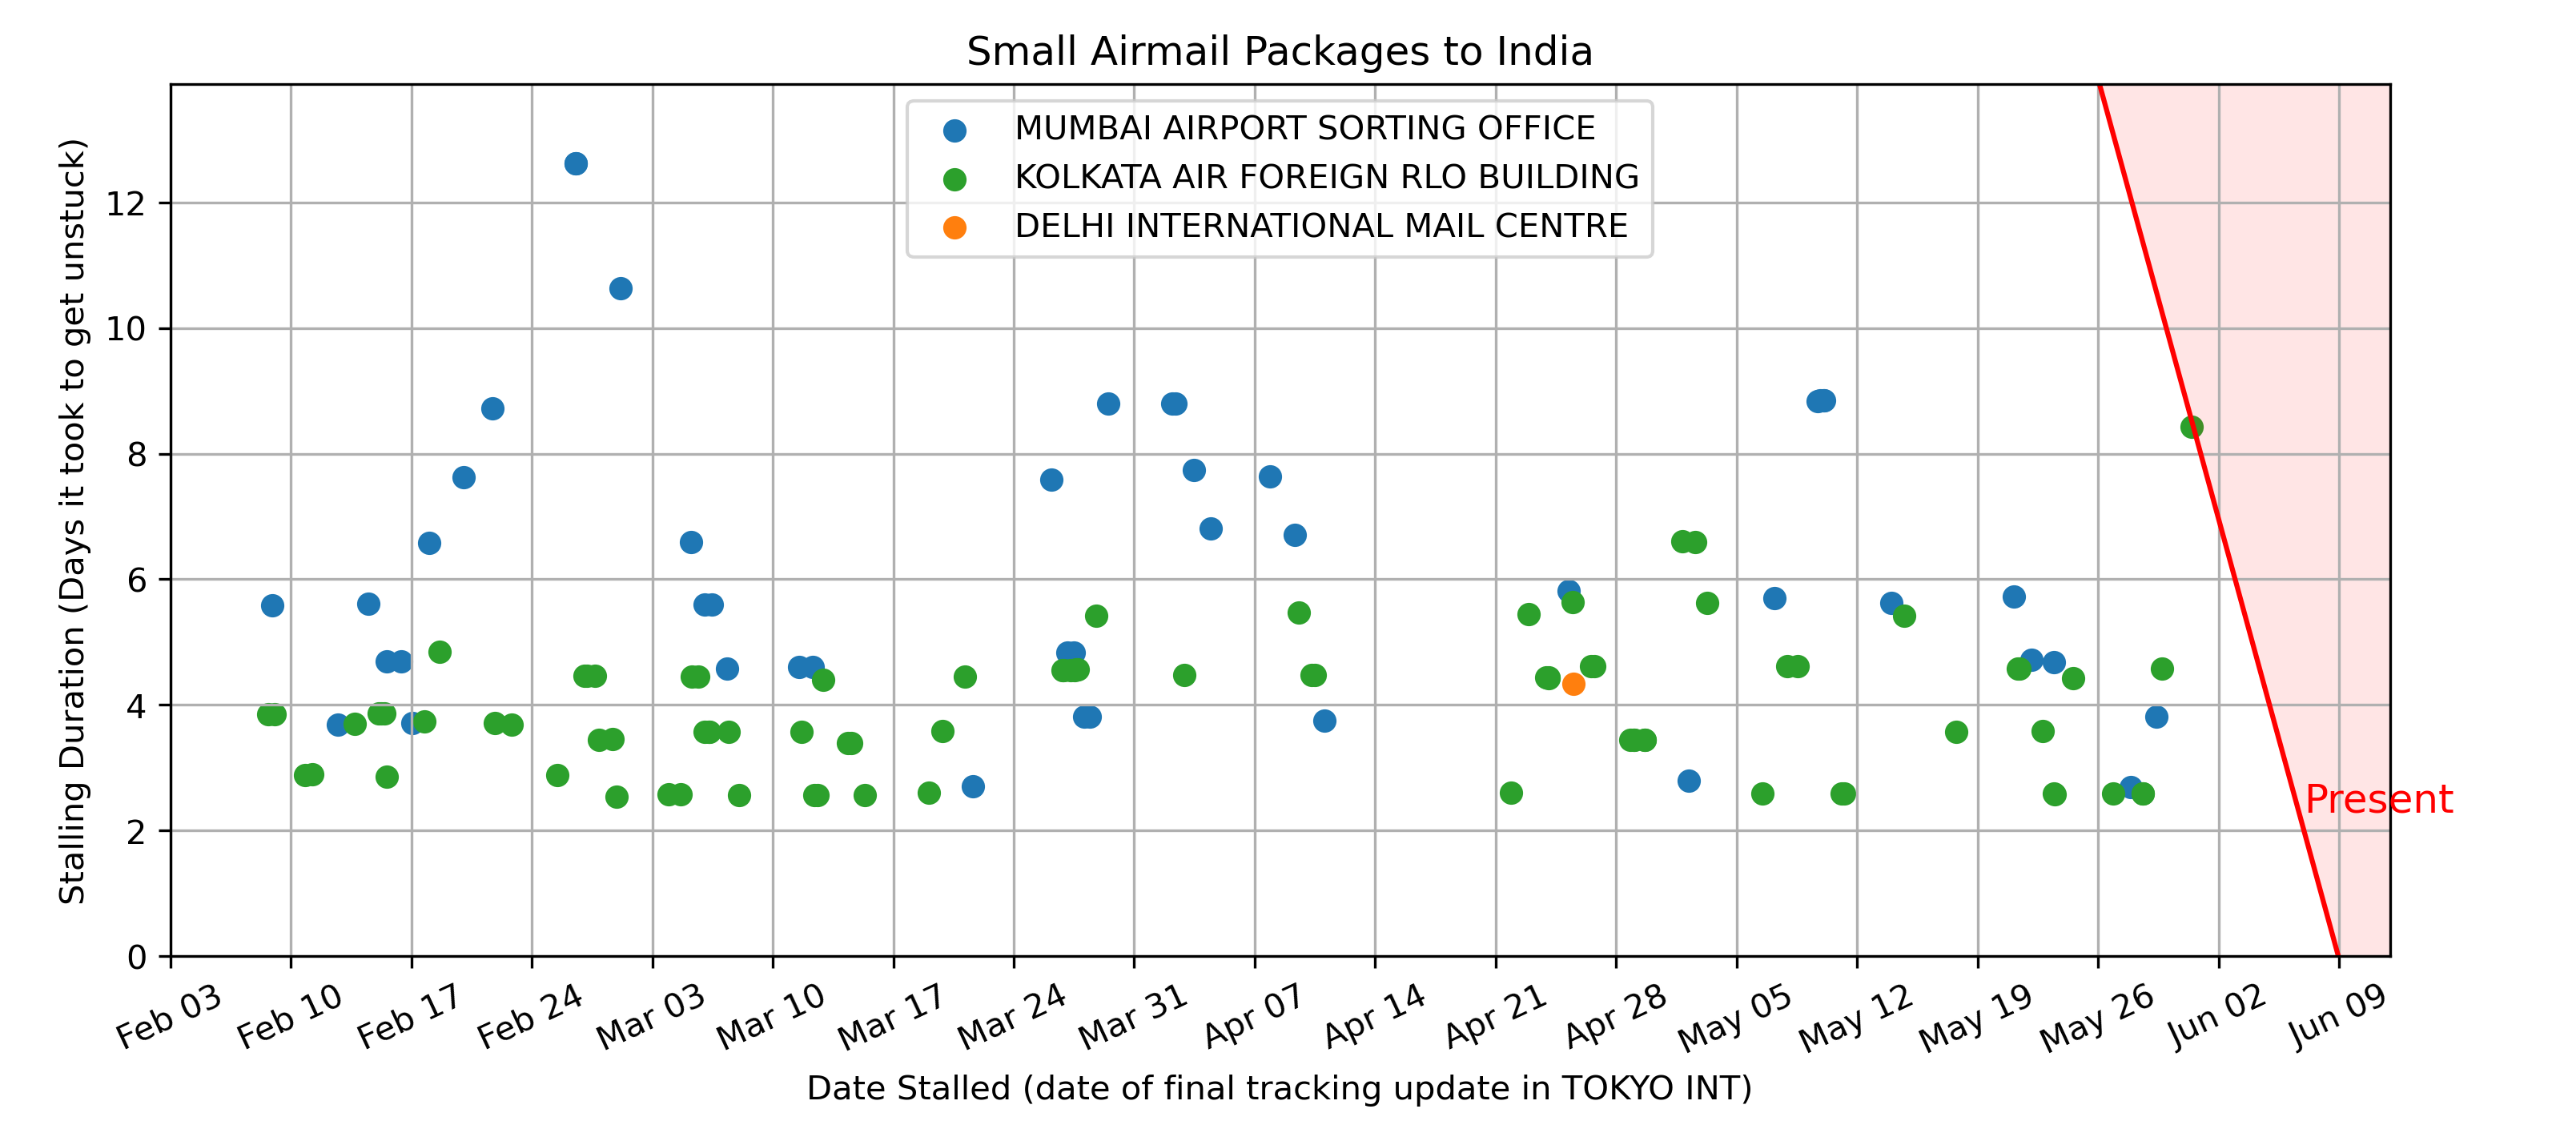 Small Airmail Packages to India
MUMBAI AIRPORT SORTING OFFICE
KOLKATA AIR FOREIGN RLO BUILDING
DELHI INTERNATIONAL MAIL CENTRE
Stalling Duration (Days it took to get unstuck)
12
10
8
6
4
2
0
Present
Feb 03
Feb 10
Feb 17
Feb 24
Mar 03
Mar 10
Mar 17
Mar 24
Mar 31
Apr 07
Apr 14
Apr 21
Apr 28
May 05
May 12
May 19
May 26
Jun 02
Jun 09
Date Stalled (date of final tracking update in TOKYO INT)